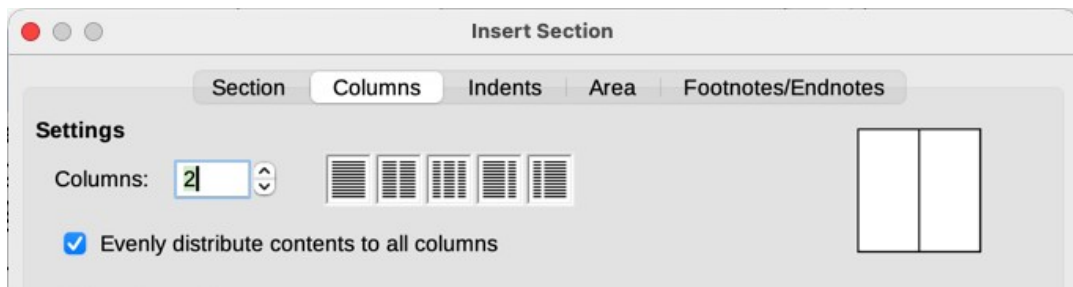 Insert Section
Section Columns Indents Area Footnotes/Endnotes
Settings
Columns: 2
Evenly distribute contents to all columns